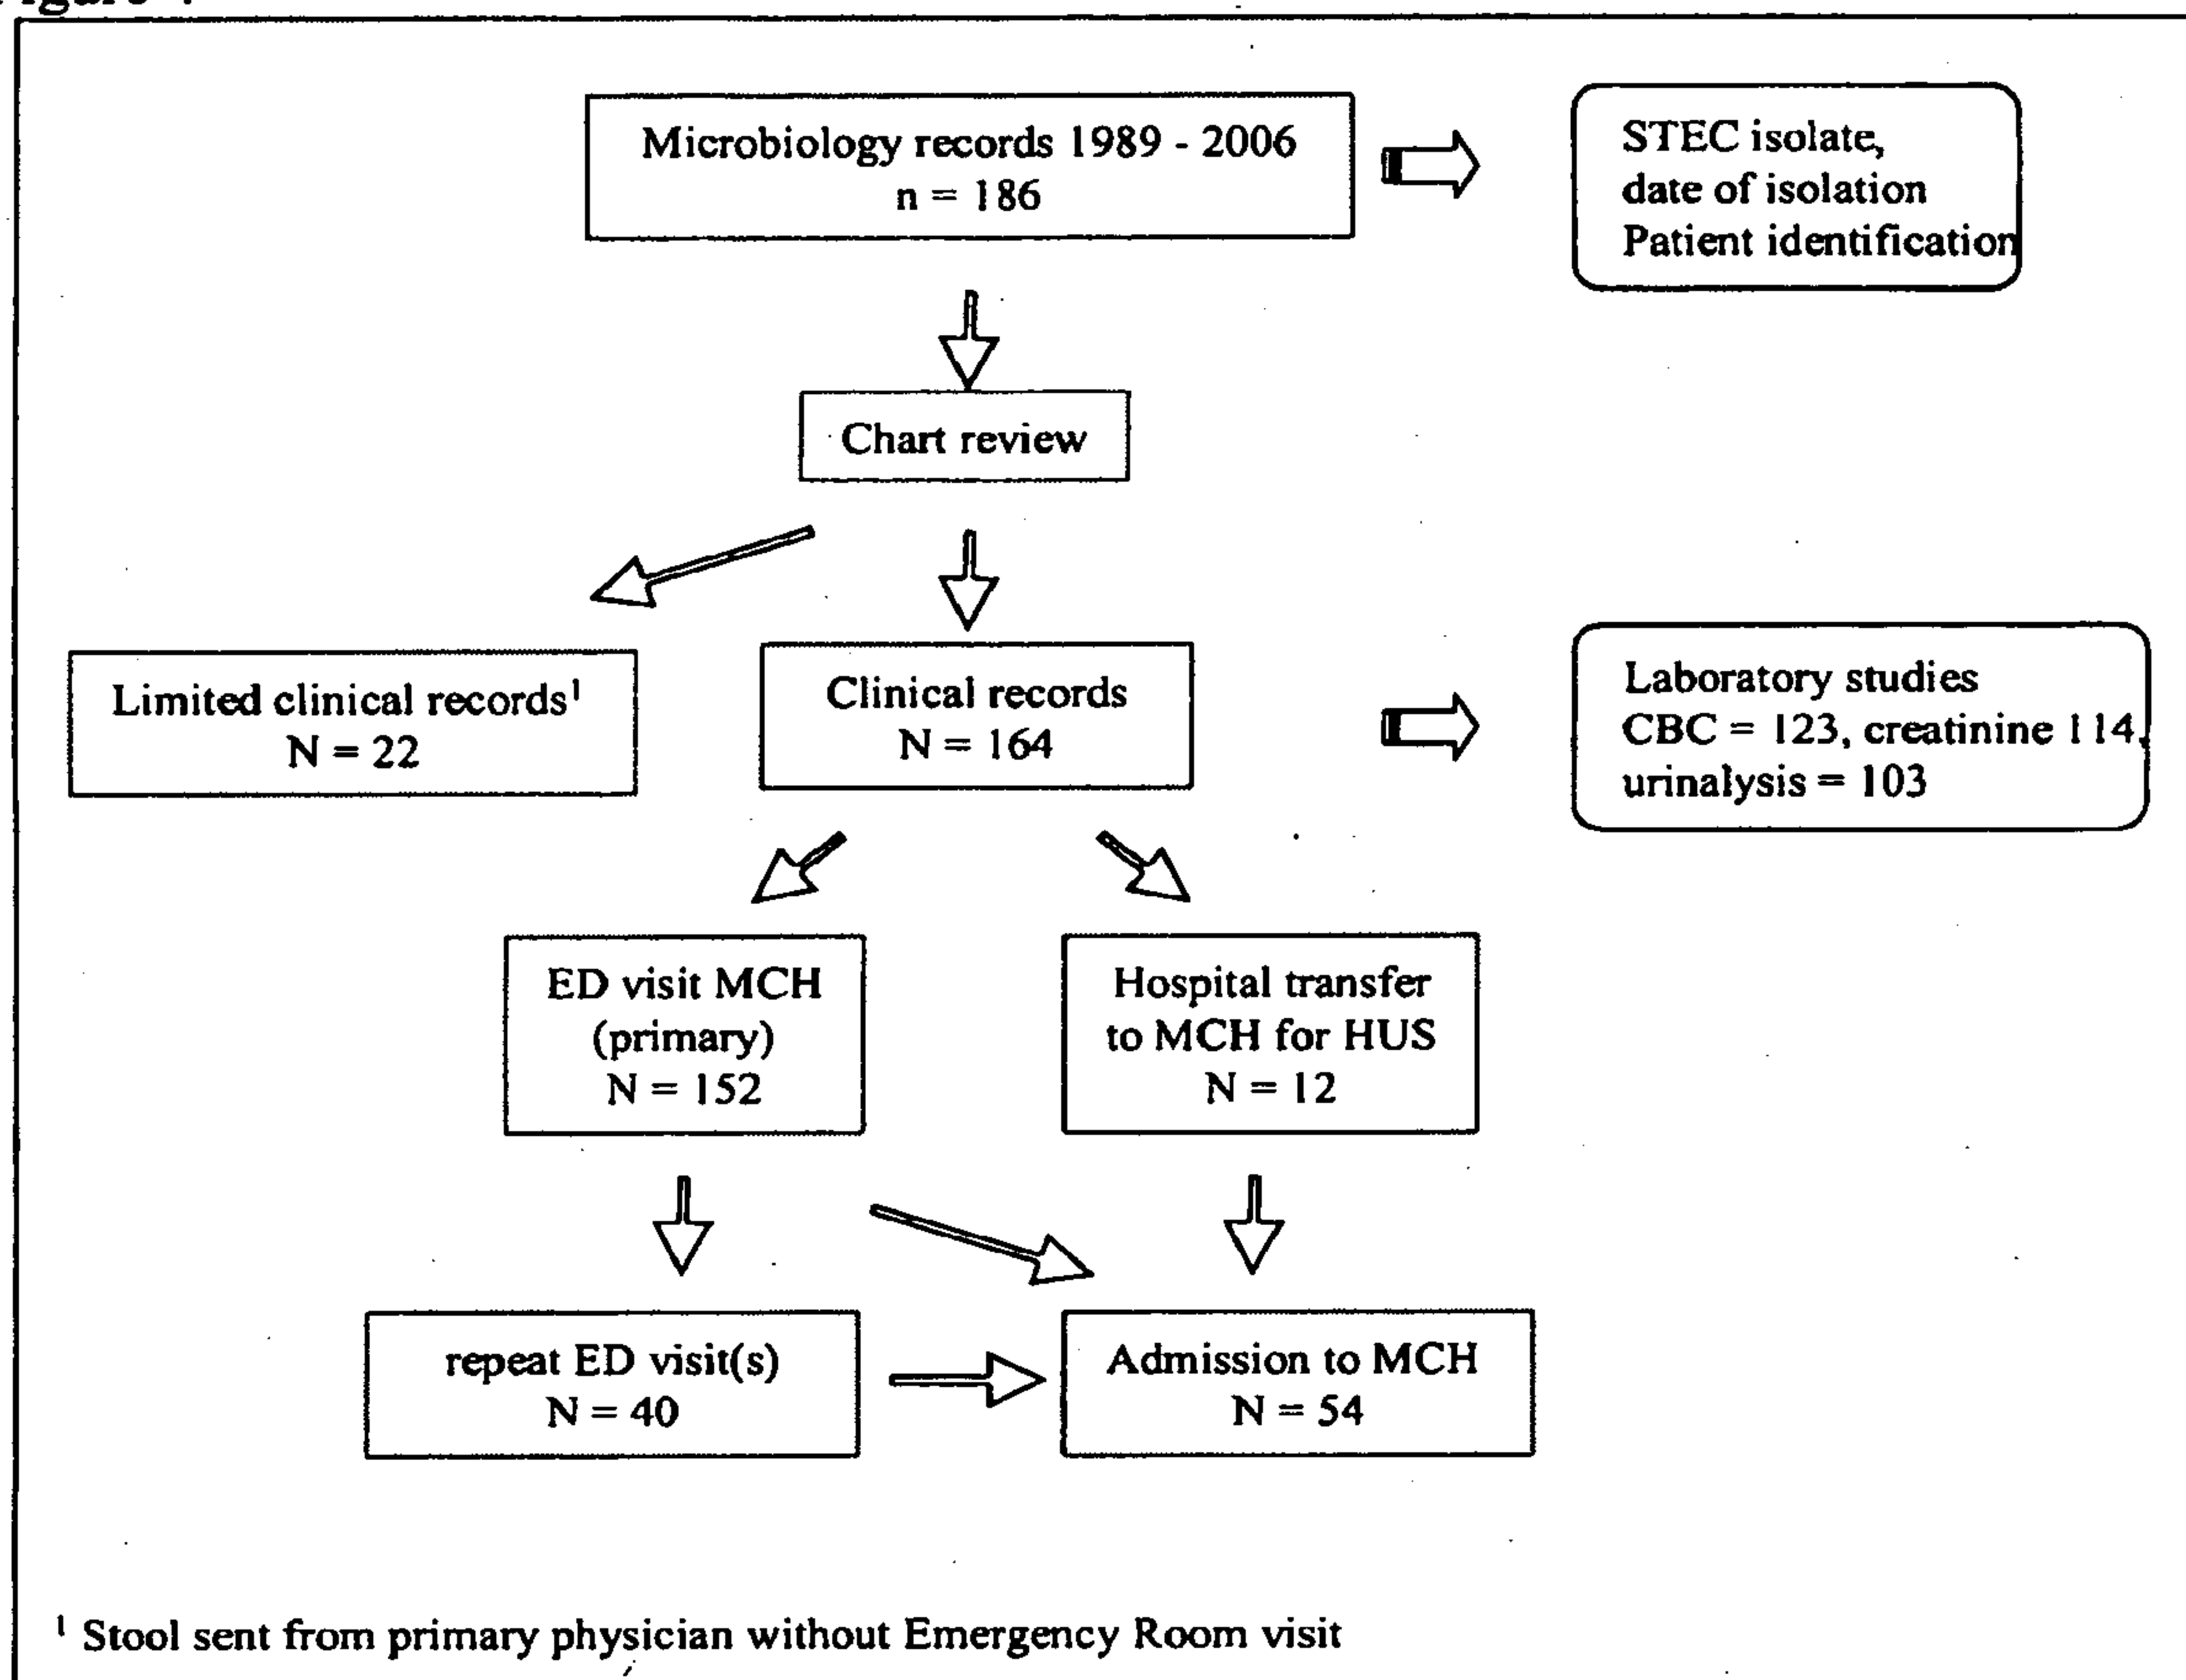 Microbiology records 1989 - 2006
n = 186
STEC isolate,
date of isolation
Patient identification
Chart review
Limited clinical records¹
N = 22
Clinical records
N = 164
Laboratory studies
CBC = 123, creatinine 114,
urinalysis = 103
ED visit MCH
(primary)
N = 152
Hospital transfer
to MCH for HUS
N = 12
repeat ED visit(s)
N = 40
Admission to MCH
N = 54
¹ Stool sent from primary physician without Emergency Room visit